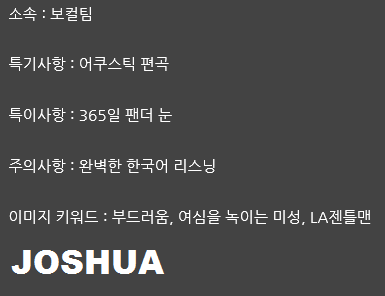 소속 : 보컬팀
특기사항 : 어쿠스틱 편곡
특이사항 : 365일 팬더 눈
주의사항 : 완벽한 한국어 리스닝
이미지 키워드 : 부드러움, 여심을 녹이는 미성, LA젠틀맨
JOSHUA